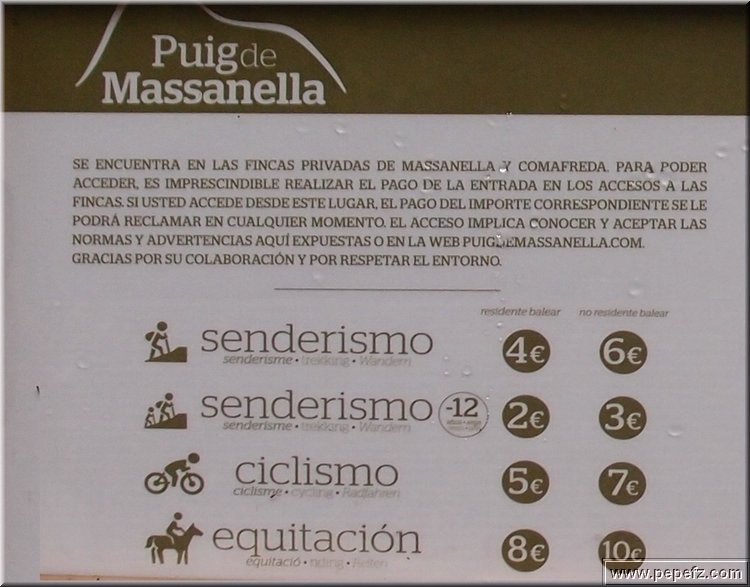 Puig de
Massanella
SE ENCUENTRA EN LAS FINCAS PRIVADAS DE MASSANELLA Y COMAFREDA. PARA PODER
ACCEDER, ES IMPRESCINDIBLE REALIZAR EL PAGO DE LA ENTRADA EN LOS ACCESOS A LAS
FINCAS. SI USTED ACCEDE DESDE ESTE LUGAR, EL PAGO DEL IMPORTE CORRESPONDIENTE SE LE
PODRÁ RECLAMAR EN CUALQUIER MOMENTO. EL ACCESO IMPLICA CONOCER Y ACEPTAR LAS
NORMAS Y ADVERTENCIAS AQUÍ EXPUESTAS O EN LA WEB PUIGDEMASSANELLA.COM.
GRACIAS POR SU COLABORACIÓN Y POR RESPETAR EL ENTORNO.
residente balear no residente balear
senderismo 4€ 6€
senderisme • trekking • Wandern
senderismo -12 2€ 3€
senderisme • trekking • Wandern
ciclismo 5€ 7€
ciclisme • cycling • Radfahren
equitación 8€ 10€
equitació • riding • Reiten
www.pepefz.com